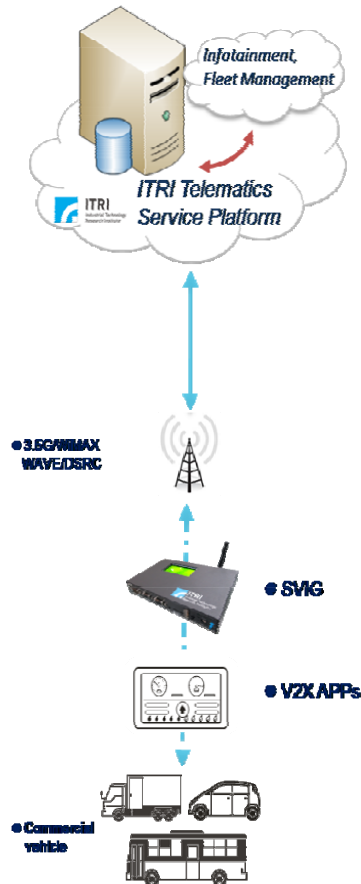 Infotainment,
Fleet Management
ITRI Telematics
Service Platform
ITRI
Industrial Technology
Research Institute
3.5G/WiMAX
WAVE/DSRC
ITRI
SVIG
V2X APPs
Commercial
vehicle